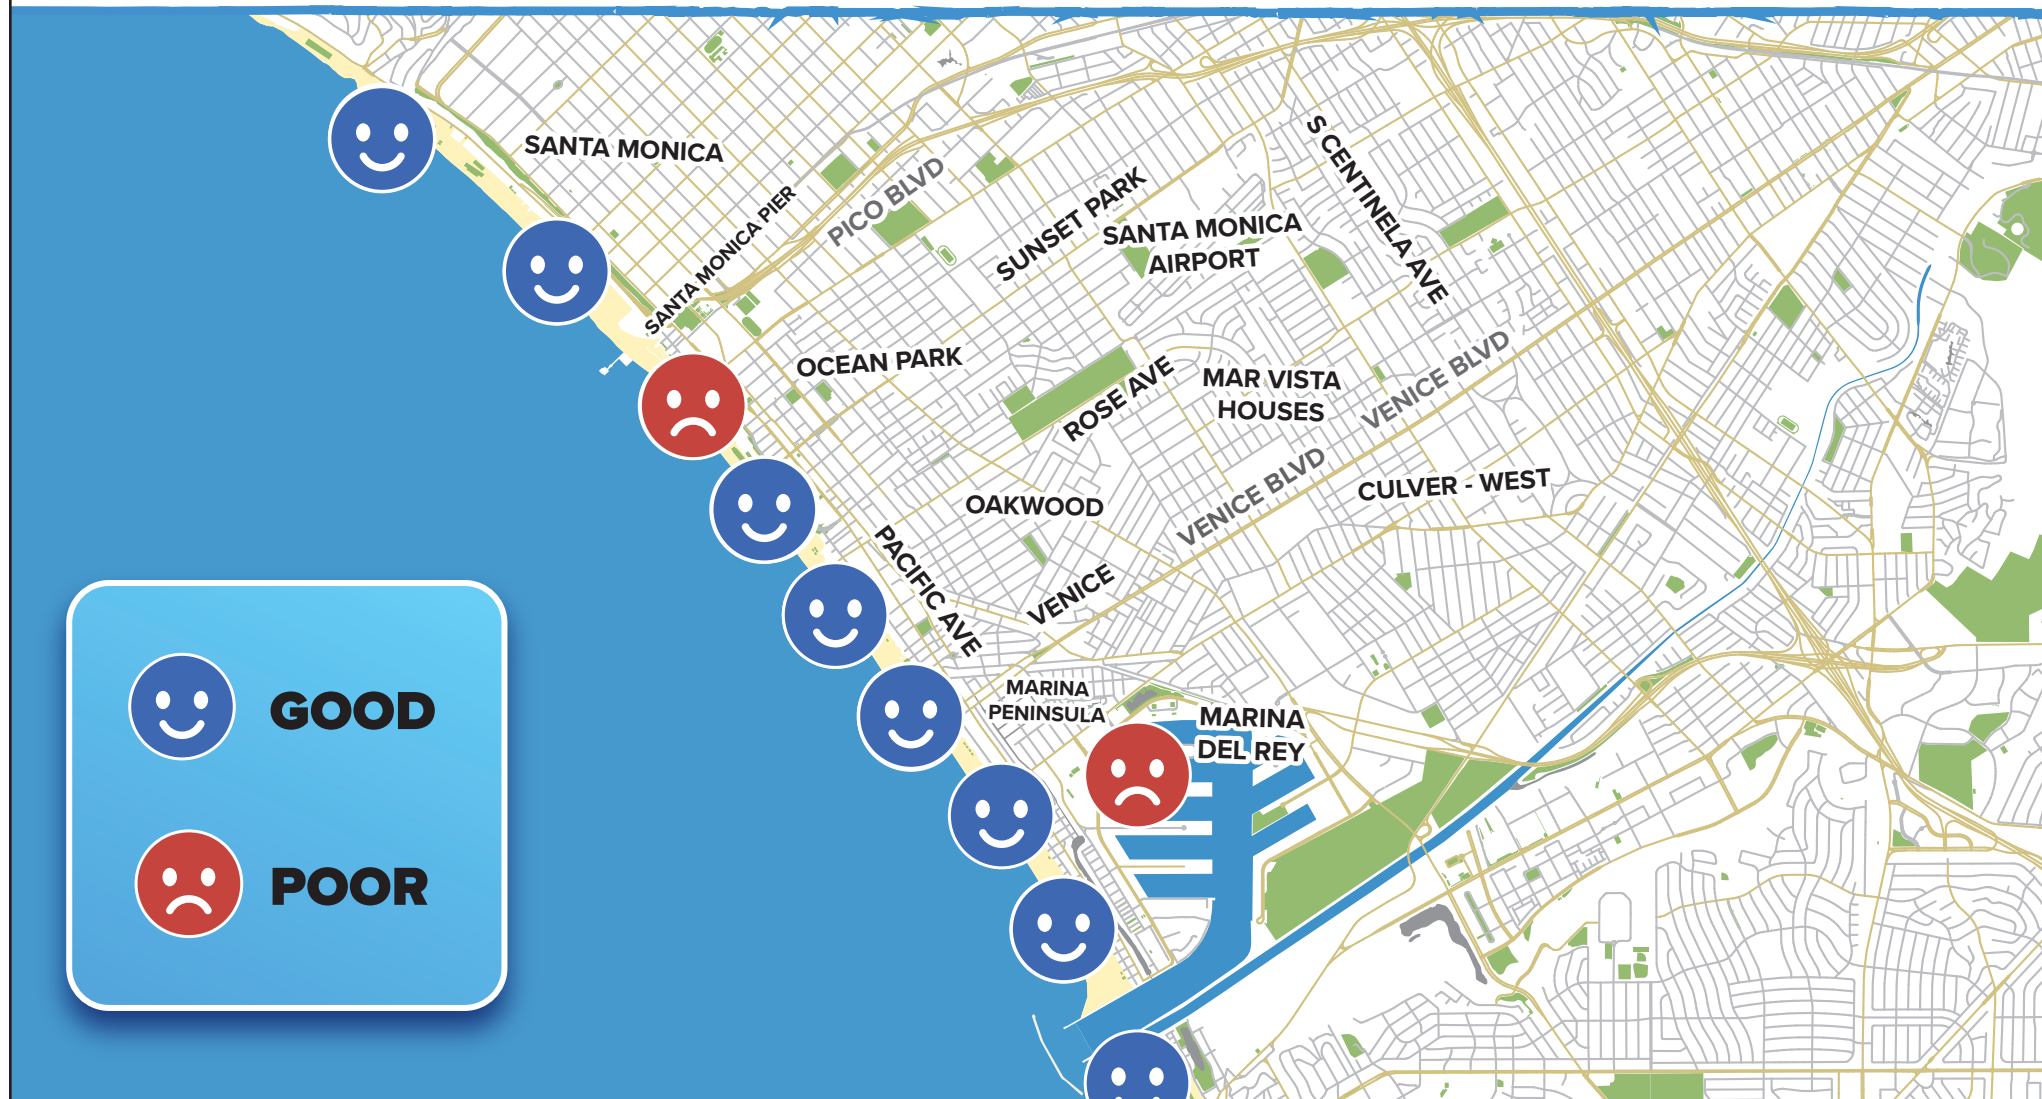 SANTA MONICA
S CENTINELA AVE
PICO BLVD
SANTA MONICA PIER
SUNSET PARK
SANTA MONICA
AIRPORT
OCEAN PARK
ROSE AVE
MAR VISTA
HOUSES
VENICE BLVD
VENICE BLVD
CULVER - WEST
OAKWOOD
PACIFIC AVE
VENICE
MARINA
PENINSULA
MARINA
DEL REY
GOOD
POOR